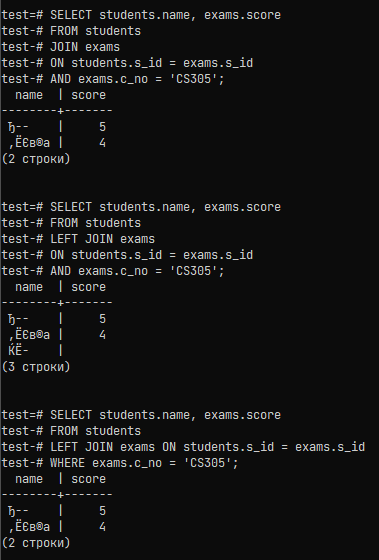 test=# SELECT students.name, exams.score
test-# FROM students
test-# JOIN exams
test-# ON students.s_id = exams.s_id
test-# AND exams.c_no = 'CS305';
  name  | score
--------+-------
 Ђ--    |     5
 ‚ЁЄв®а |     4
(2 строки)

test=# SELECT students.name, exams.score
test-# FROM students
test-# LEFT JOIN exams
test-# ON students.s_id = exams.s_id
test-# AND exams.c_no = 'CS305';
  name  | score
--------+-------
 Ђ--    |     5
 ‚ЁЄв®а |     4
 ЌЁ-    |
(3 строки)

test=# SELECT students.name, exams.score
test-# FROM students
test-# LEFT JOIN exams ON students.s_id = exams.s_id
test-# WHERE exams.c_no = 'CS305';
  name  | score
--------+-------
 Ђ--    |     5
 ‚ЁЄв®а |     4
(2 строки)